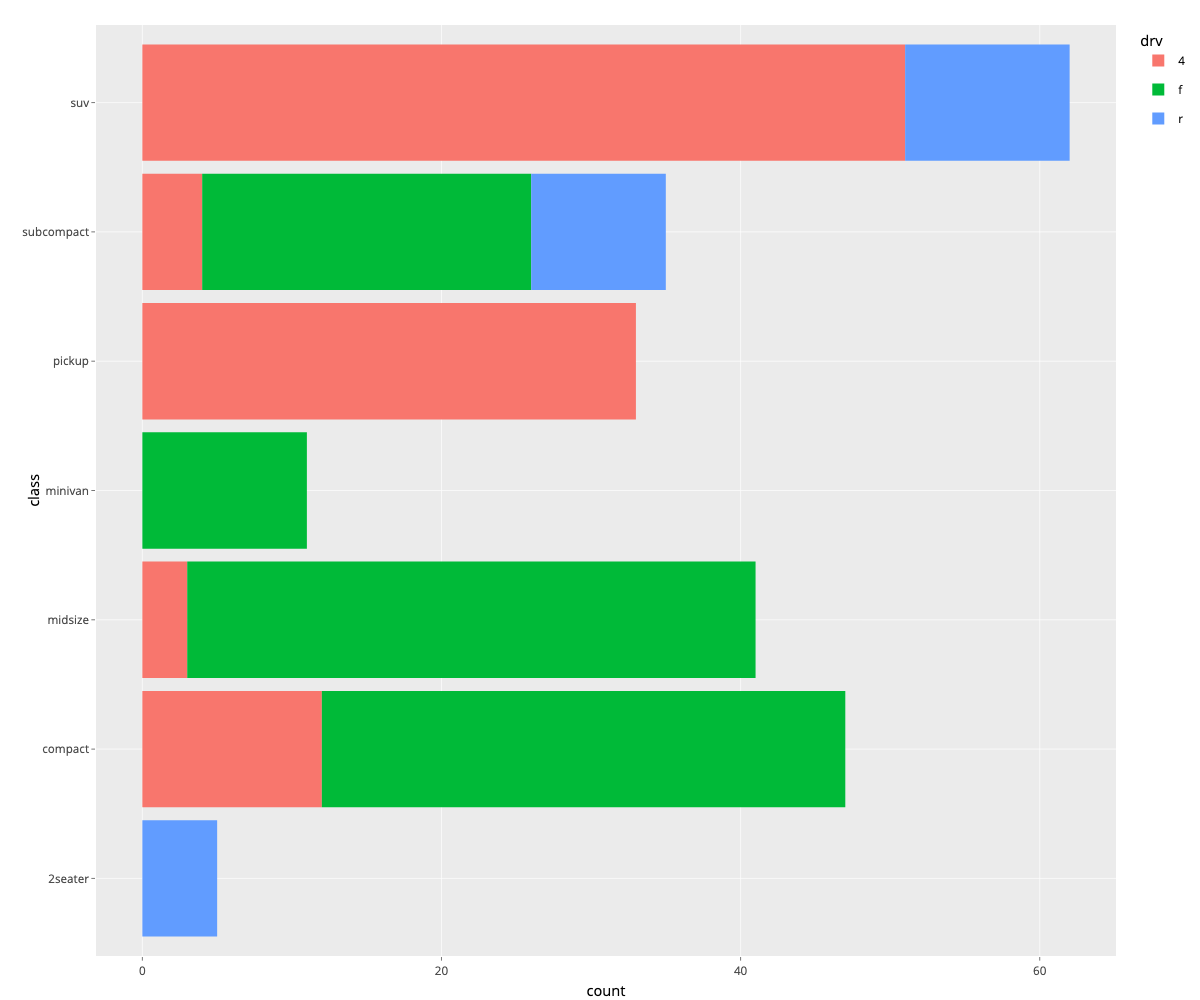 drv
4
f
r
suv
subcompact
pickup
minivan
midsize
compact
2seater
class
0 20 40 60
count